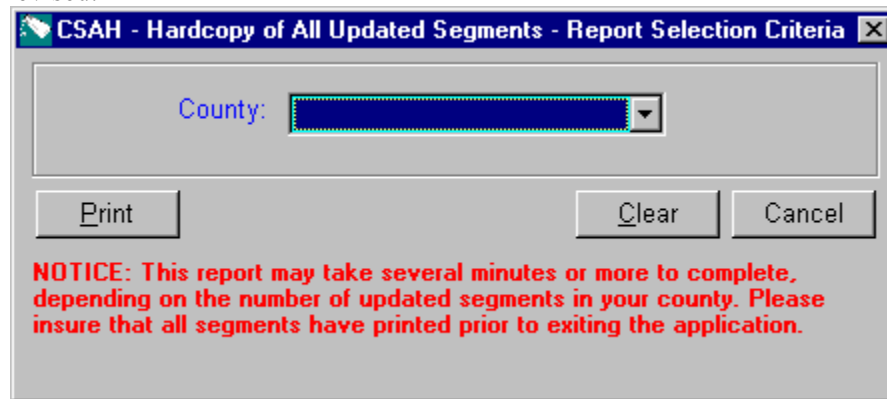 CSAH - Hardcopy of All Updated Segments - Report Selection Criteria
County:
Print Clear Cancel
NOTICE: This report may take several minutes or more to complete,
depending on the number of updated segments in your county. Please
insure that all segments have printed prior to exiting the application.